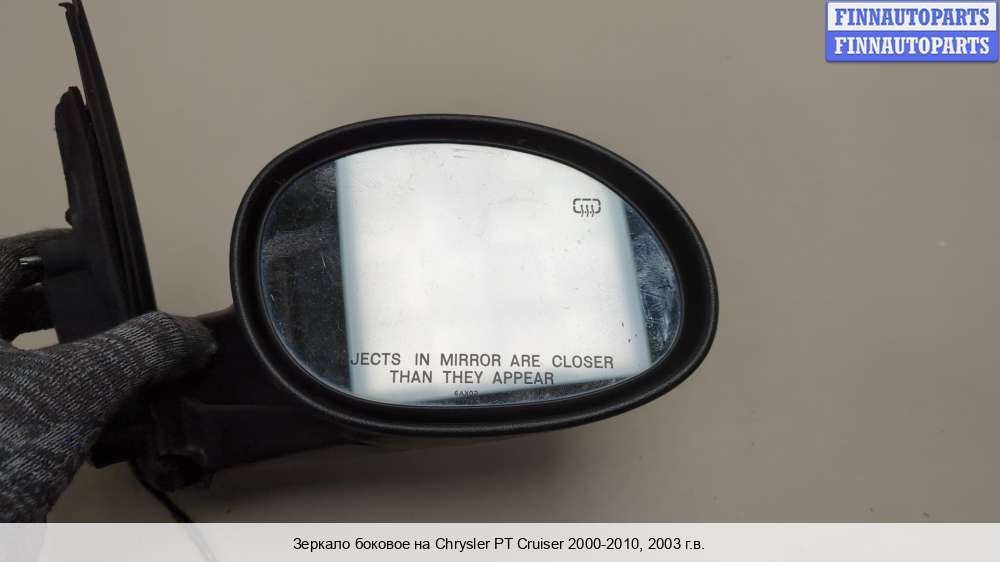 FINNAUTOPARTS
FINNAUTOPARTS
JECTS IN MIRROR ARE CLOSER
THAN THEY APPEAR
Зеркало боковое на Chrysler PT Cruiser 2000-2010, 2003 г.в.